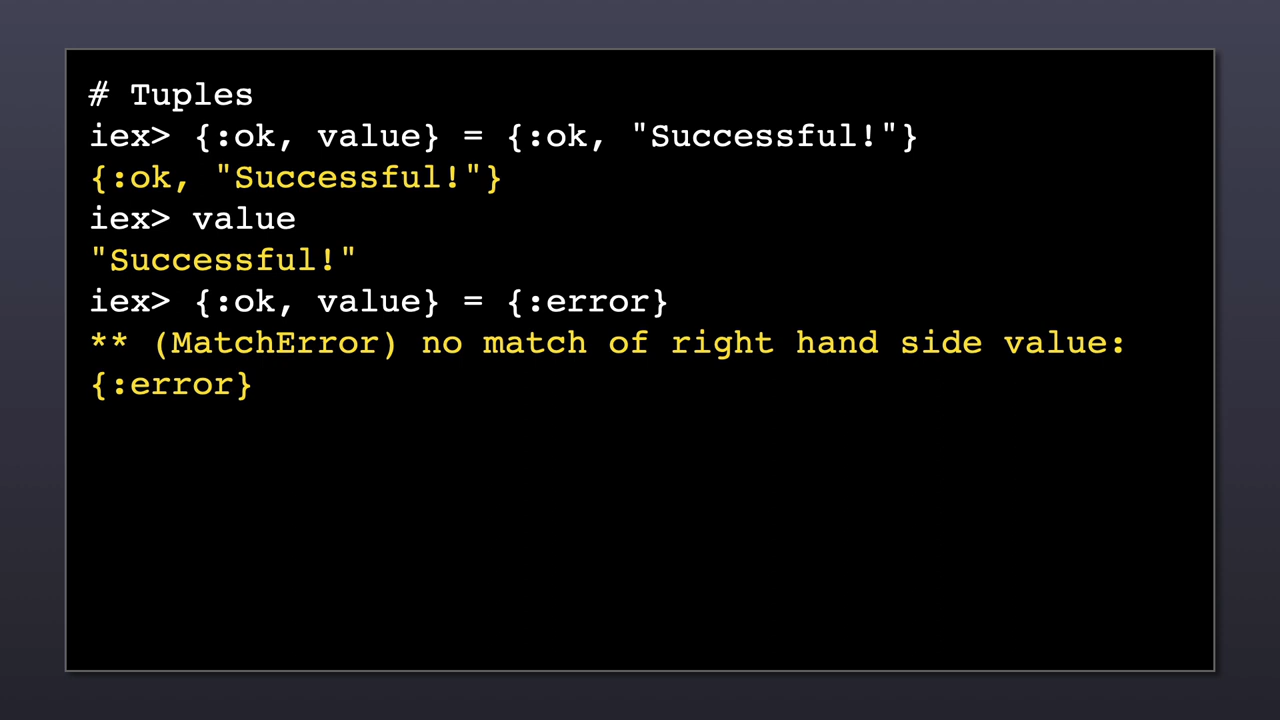 # Tuples
iex> {:ok, value} = {:ok, "Successful!"}
{:ok, "Successful!"}
iex> value
"Successful!"
iex> {:ok, value} = {:error}
** (MatchError) no match of right hand side value:
{:error}